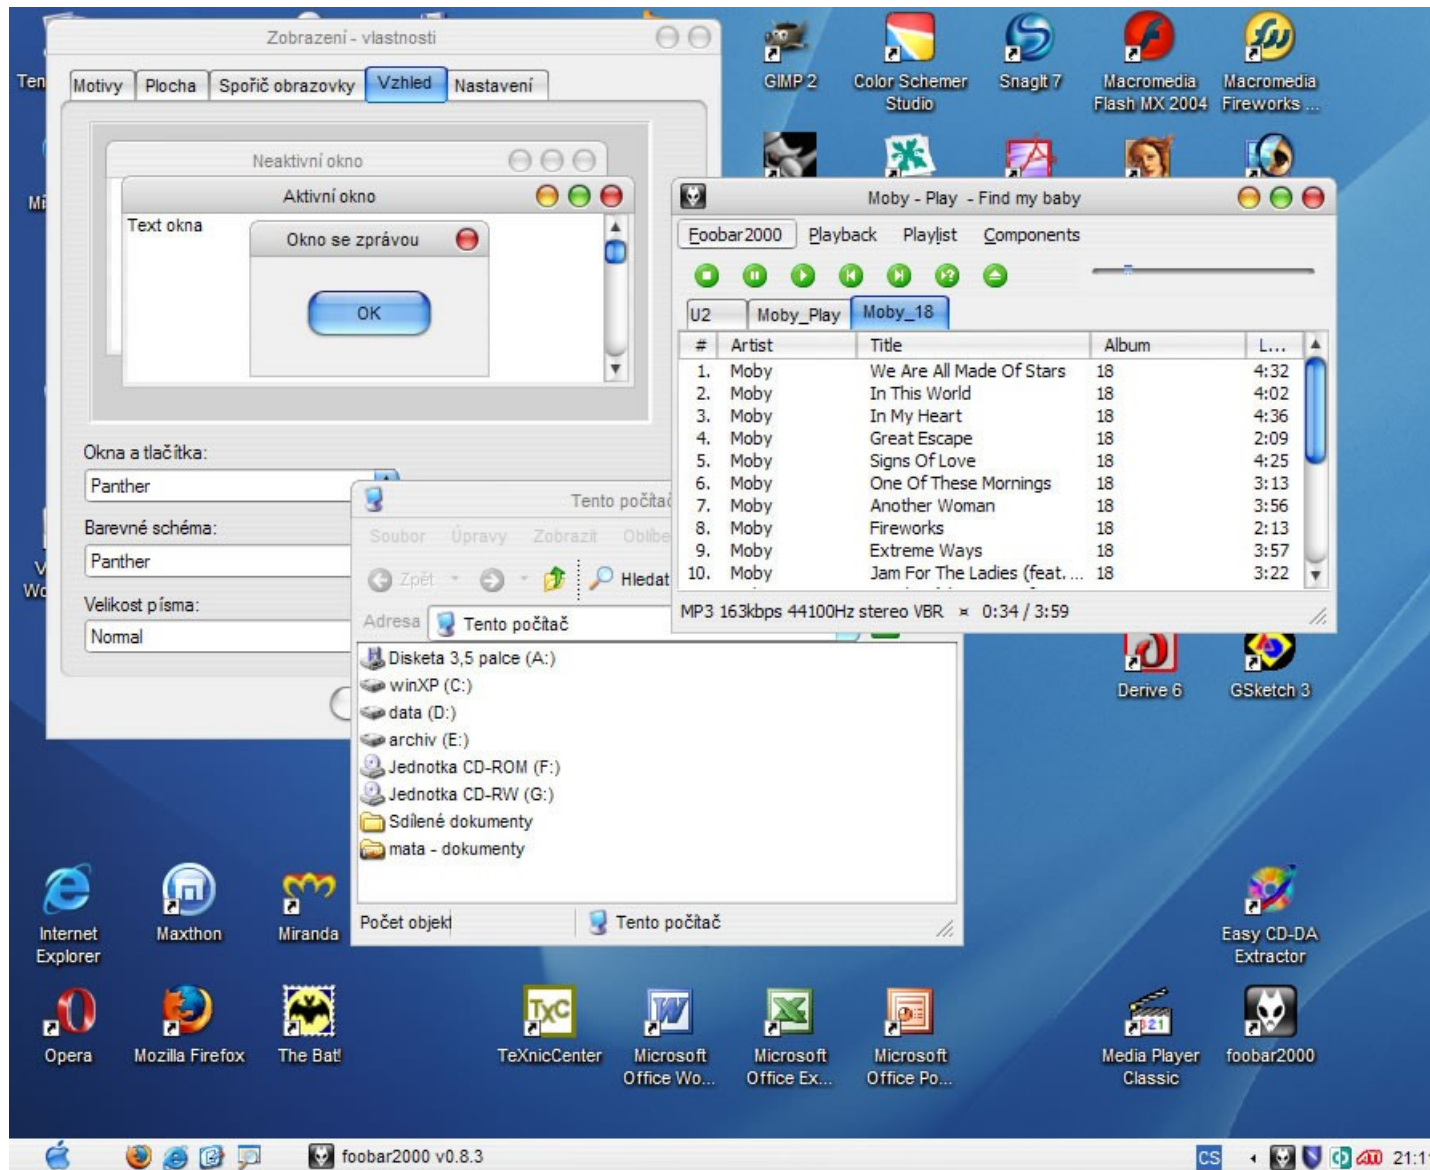 Zobrazení - vlastnosti
Motivy
Plocha
Spořič obrazovky
Vzhled
Nastavení
Neaktivní okno
Aktivní okno
Text okna
Okno se zprávou
OK
Okna a tlačítka:
Panther
Barevné schéma:
Panther
Velikost písma:
Normal
GIMP 2
Color Schemer
Studio
SnagIt 7
Macromedia
Flash MX 2004
Macromedia
Fireworks ...
Moby - Play - Find my baby
Foobar2000 Playback Playlist Components
U2
Moby_Play
Moby_18
# Artist Title Album L...
1. Moby We Are All Made Of Stars 18 4:32
2. Moby In This World 18 4:02
3. Moby In My Heart 18 4:36
4. Moby Great Escape 18 2:09
5. Moby Signs Of Love 18 4:25
6. Moby One Of These Mornings 18 3:13
7. Moby Another Woman 18 3:56
8. Moby Fireworks 18 2:13
9. Moby Extreme Ways 18 3:57
10. Moby Jam For The Ladies (feat. ... 18 3:22
MP3 163kbps 44100Hz stereo VBR ¤ 0:34 / 3:59
Tento počítač
Soubor Úpravy Zobrazit
Zpět
Hledat
Adresa Tento počítač
Disketa 3,5 palce (A:)
winXP (C:)
data (D:)
archiv (E:)
Jednotka CD-ROM (F:)
Jednotka CD-RW (G:)
Sdílené dokumenty
mata - dokumenty
Počet objekt
Tento počítač
Derive 6
GSketch 3
Internet
Explorer
Maxthon
Miranda
Easy CD-DA
Extractor
Opera
Mozilla Firefox
The Bat!
TeXnicCenter
Microsoft
Office Wo...
Microsoft
Office Ex...
Microsoft
Office Po...
Media Player
Classic
foobar2000
foobar2000 v0.8.3
CS